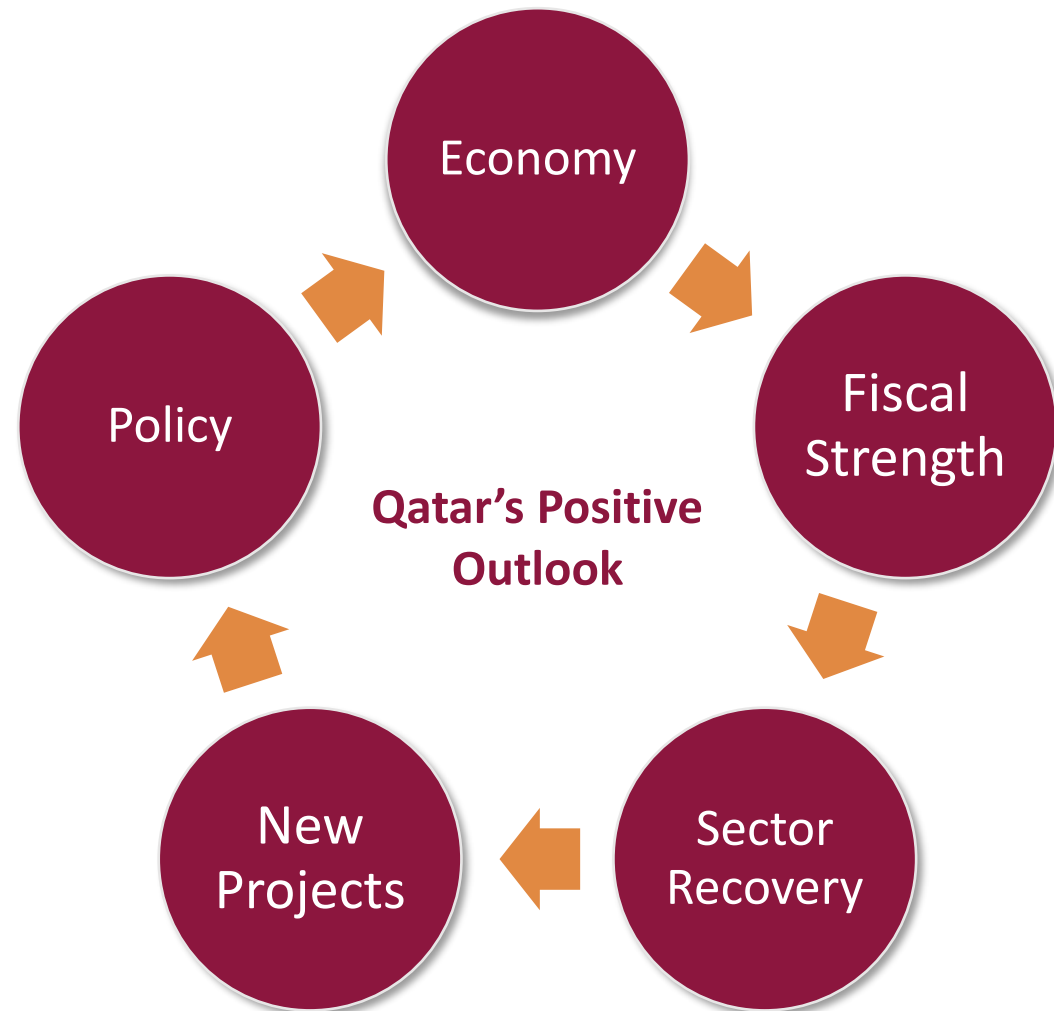 Economy
Fiscal
Strength
Sector
Recovery
New
Projects
Policy
Qatar’s Positive
Outlook